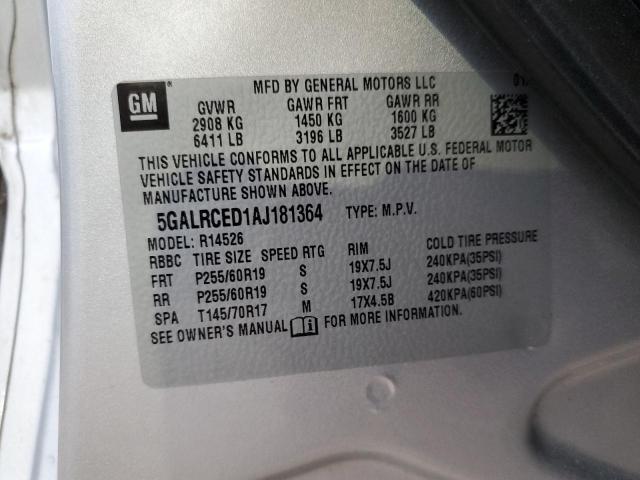 GM
®
MFD BY GENERAL MOTORS LLC
GVWR GAWR FRT GAWR RR
2908 KG 1450 KG 1600 KG
6411 LB 3196 LB 3527 LB
THIS VEHICLE CONFORMS TO ALL APPLICABLE U.S. FEDERAL MOTOR
VEHICLE SAFETY STANDARDS IN EFFECT ON THE DATE OF
MANUFACTURE SHOWN ABOVE.
5GALRCED1AJ181364 TYPE: M.P.V.
MODEL: R14526
RBBC TIRE SIZE SPEED RTG RIM COLD TIRE PRESSURE
FRT P255/60R19 S 19X7.5J 240KPA(35PSI)
RR P255/60R19 S 19X7.5J 240KPA(35PSI)
SPA T145/70R17 M 17X4.5B 420KPA(60PSI)
SEE OWNER'S MANUAL FOR MORE INFORMATION.